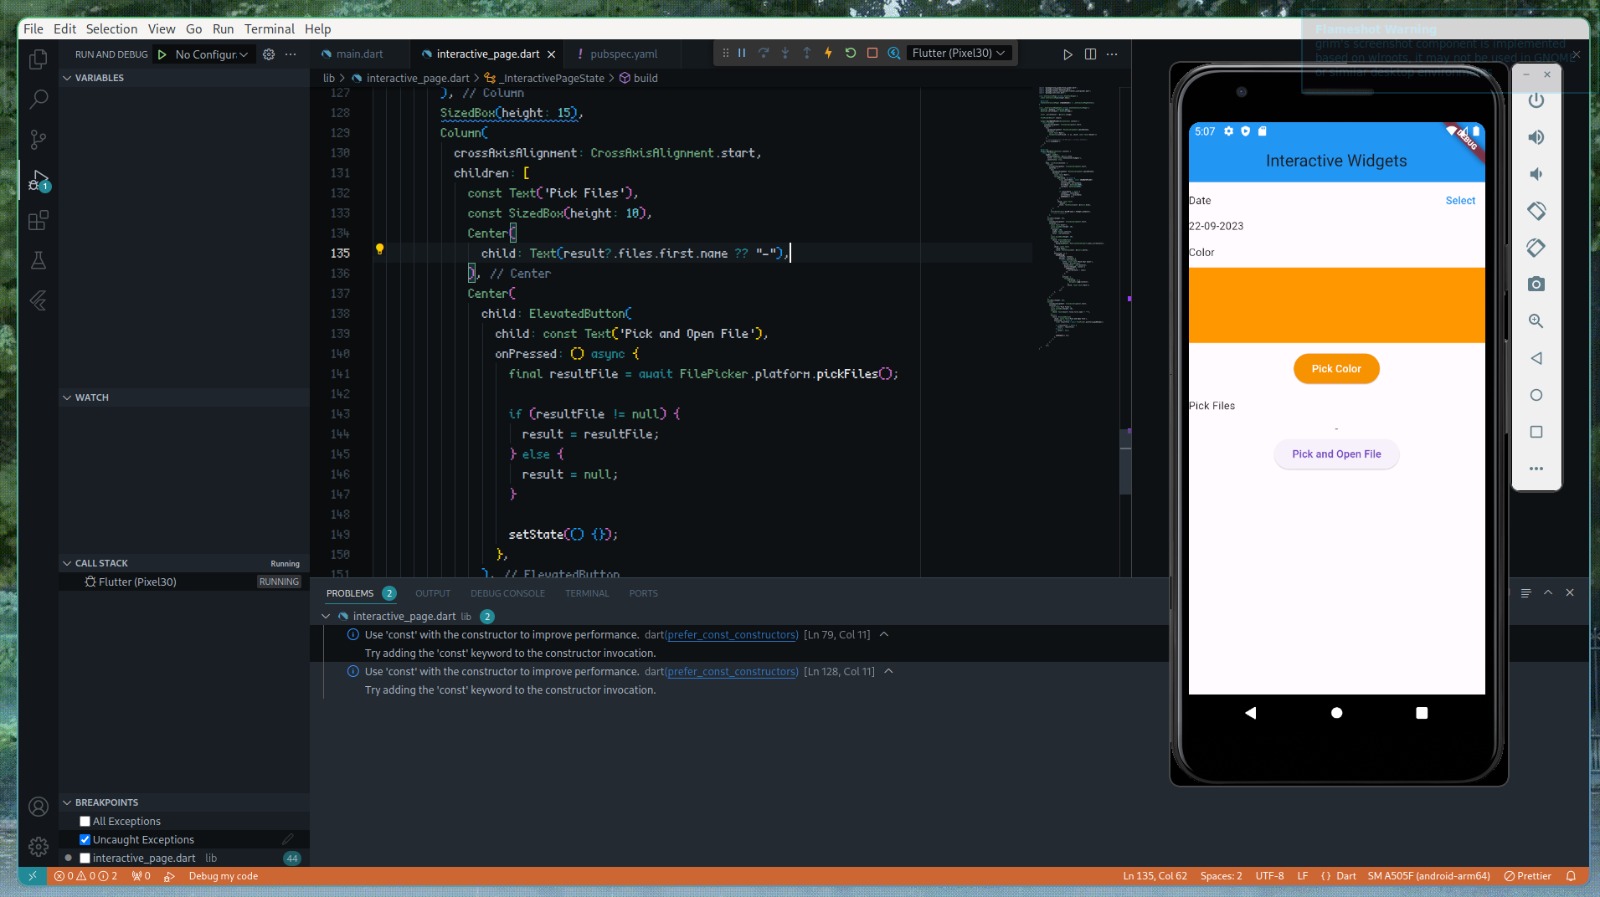 File Edit Selection View Go Run Terminal Help
Flameshot Warning
grim's screenshot component is implemented
based on wlroots, it may not be used in GNOME
or similar desktop environments
RUN AND DEBUG No Configur
main.dart
interactive_page.dart
pubspec.yaml
Flutter (Pixel30)
VARIABLES
lib > interactive_page.dart > _InteractivePageState > build
127 ), // Column
128 SizedBox(height: 15),
129 Column(
130 crossAxisAlignment: CrossAxisAlignment.start,
131 children: [
132 const Text('Pick Files'),
133 const SizedBox(height: 10),
134 Center(
135 child: Text(result?.files.first.name ?? "-"),
136 ), // Center
137 Center(
138 child: ElevatedButton(
139 child: const Text('Pick and Open File'),
140 onPressed: () async {
141 final resultFile = await FilePicker.platform.pickFiles();
142
143 if (resultFile != null) {
144 result = resultFile;
145 } else {
146 result = null;
147 }
148
149 setState(() {});
150 },
151 ), // ElevatedButton
WATCH
CALL STACK Running
Flutter (Pixel30) RUNNING
BREAKPOINTS
All Exceptions
Uncaught Exceptions
interactive_page.dart lib 44
1
PROBLEMS 2 OUTPUT DEBUG CONSOLE TERMINAL PORTS
interactive_page.dart lib 2
Use 'const' with the constructor to improve performance. dart(prefer_const_constructors) [Ln 79, Col 11]
Try adding the 'const' keyword to the constructor invocation.
Use 'const' with the constructor to improve performance. dart(prefer_const_constructors) [Ln 128, Col 11]
Try adding the 'const' keyword to the constructor invocation.
5:07
DEBUG
Interactive Widgets
Date Select
22-09-2023
Color
Pick Color
Pick Files
-
Pick and Open File
0 0 2 0 Debug my code
Ln 135, Col 62 Spaces: 2 UTF-8 LF {} Dart SM A505F (android-arm64) Prettier